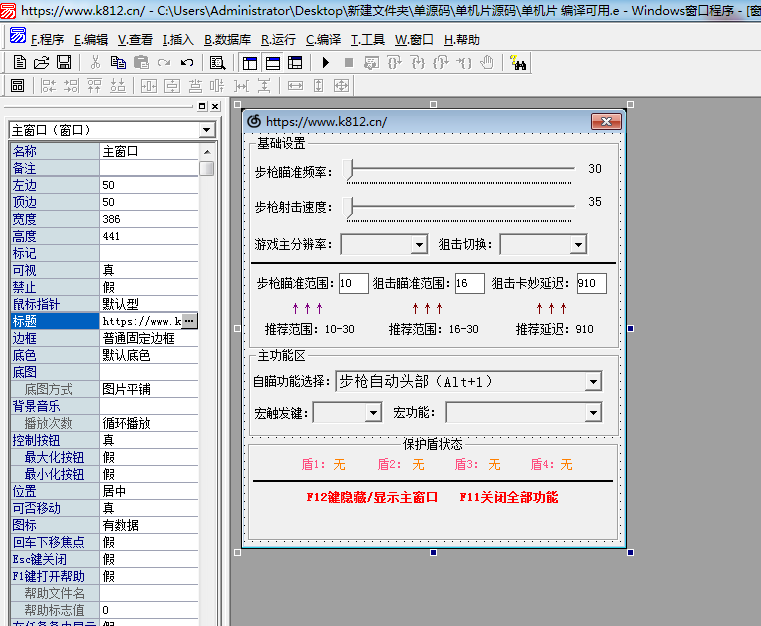 https://www.k812.cn/ - C:\Users\Administrator\Desktop\新建文件夹\单源码\单机片源码\单机片 编译可用.e - Windows窗口程序 - [窗
F.程序 E.编辑 V.查看 I.插入 B.数据库 R.运行 C.编译 T.工具 W.窗口 H.帮助
主窗口（窗口）
名称 主窗口
备注
左边 50
顶边 50
宽度 386
高度 441
标记
可视 真
禁止 假
鼠标指针 默认型
标题 https://www.k
边框 普通固定边框
底色 默认底色
底图
底图方式 图片平铺
背景音乐
播放次数 循环播放
控制按钮 真
最大化按钮 假
最小化按钮 假
位置 居中
可否移动 真
图标 有数据
回车下移焦点 假
Esc键关闭 假
F1键打开帮助 假
帮助文件名
帮助标志值 0
https://www.k812.cn/
基础设置
步枪瞄准频率： 30
步枪射击速度： 35
游戏主分辨率： 狙击切换：
步枪瞄准范围： 10 狙击瞄准范围： 16 狙击卡妙延迟： 910
↑ ↑ ↑ ↑ ↑ ↑ ↑ ↑ ↑
推荐范围：10-30 推荐范围：16-30 推荐延迟：910
主功能区
自瞄功能选择： 步枪自动头部（Alt+1）
宏触发键： 宏功能：
保护盾状态
盾1： 无 盾2： 无 盾3： 无 盾4： 无
F12键隐藏/显示主窗口 F11关闭全部功能